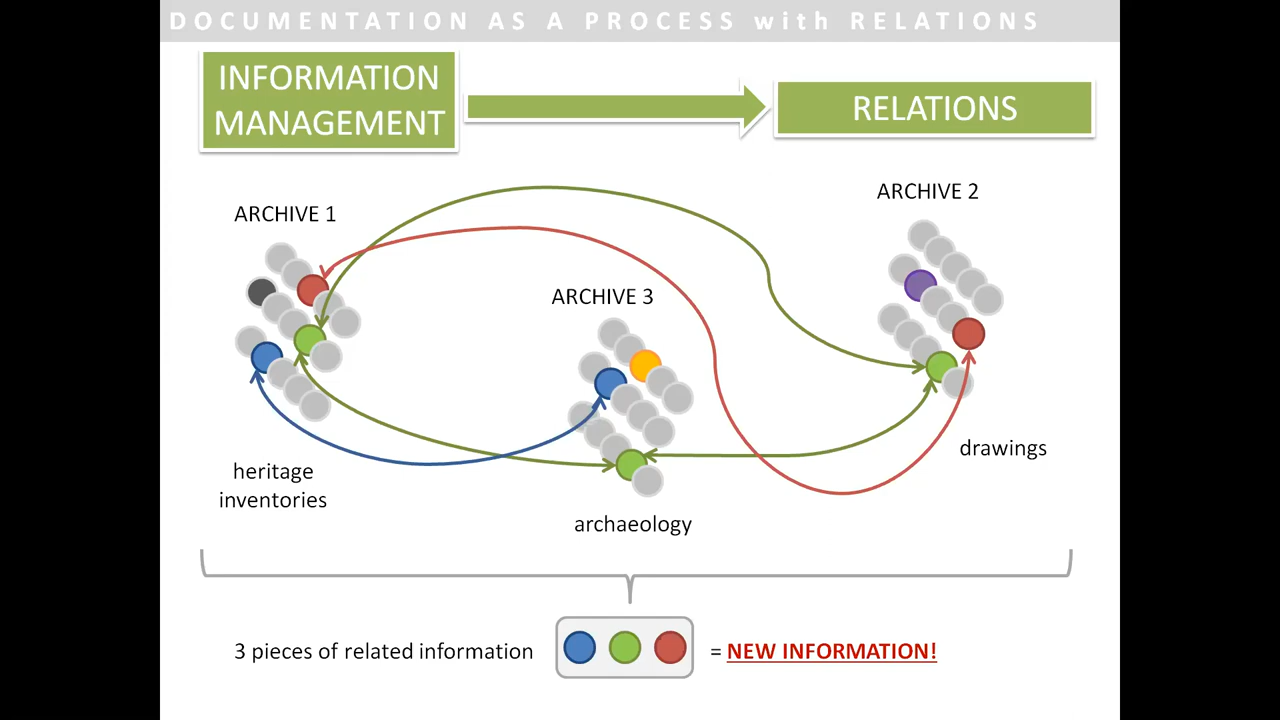 DOCUMENTATION AS A PROCESS with RELATIONS
INFORMATION
MANAGEMENT
RELATIONS
ARCHIVE 1
ARCHIVE 2
ARCHIVE 3
heritage
inventories
archaeology
drawings
3 pieces of related information
= NEW INFORMATION!